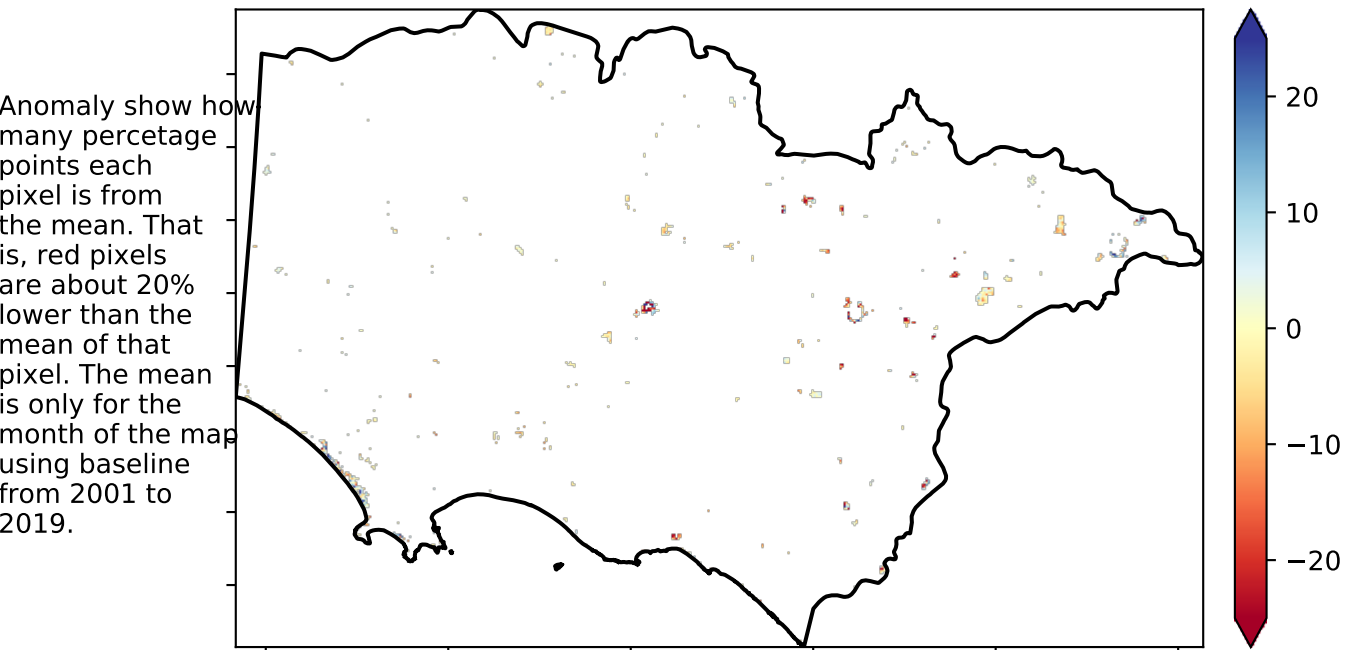 Anomaly show how
many percetage
points each
pixel is from
the mean. That
is, red pixels
are about 20%
lower than the
mean of that
pixel. The mean
is only for the
month of the map
using baseline
from 2001 to
2019.
20
10
0
−10
−20